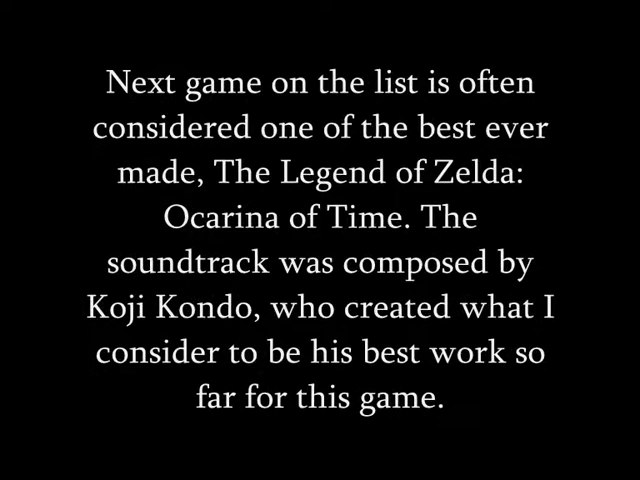 Next game on the list is often
considered one of the best ever
made, The Legend of Zelda:
Ocarina of Time. The
soundtrack was composed by
Koji Kondo, who created what I
consider to be his best work so
far for this game.